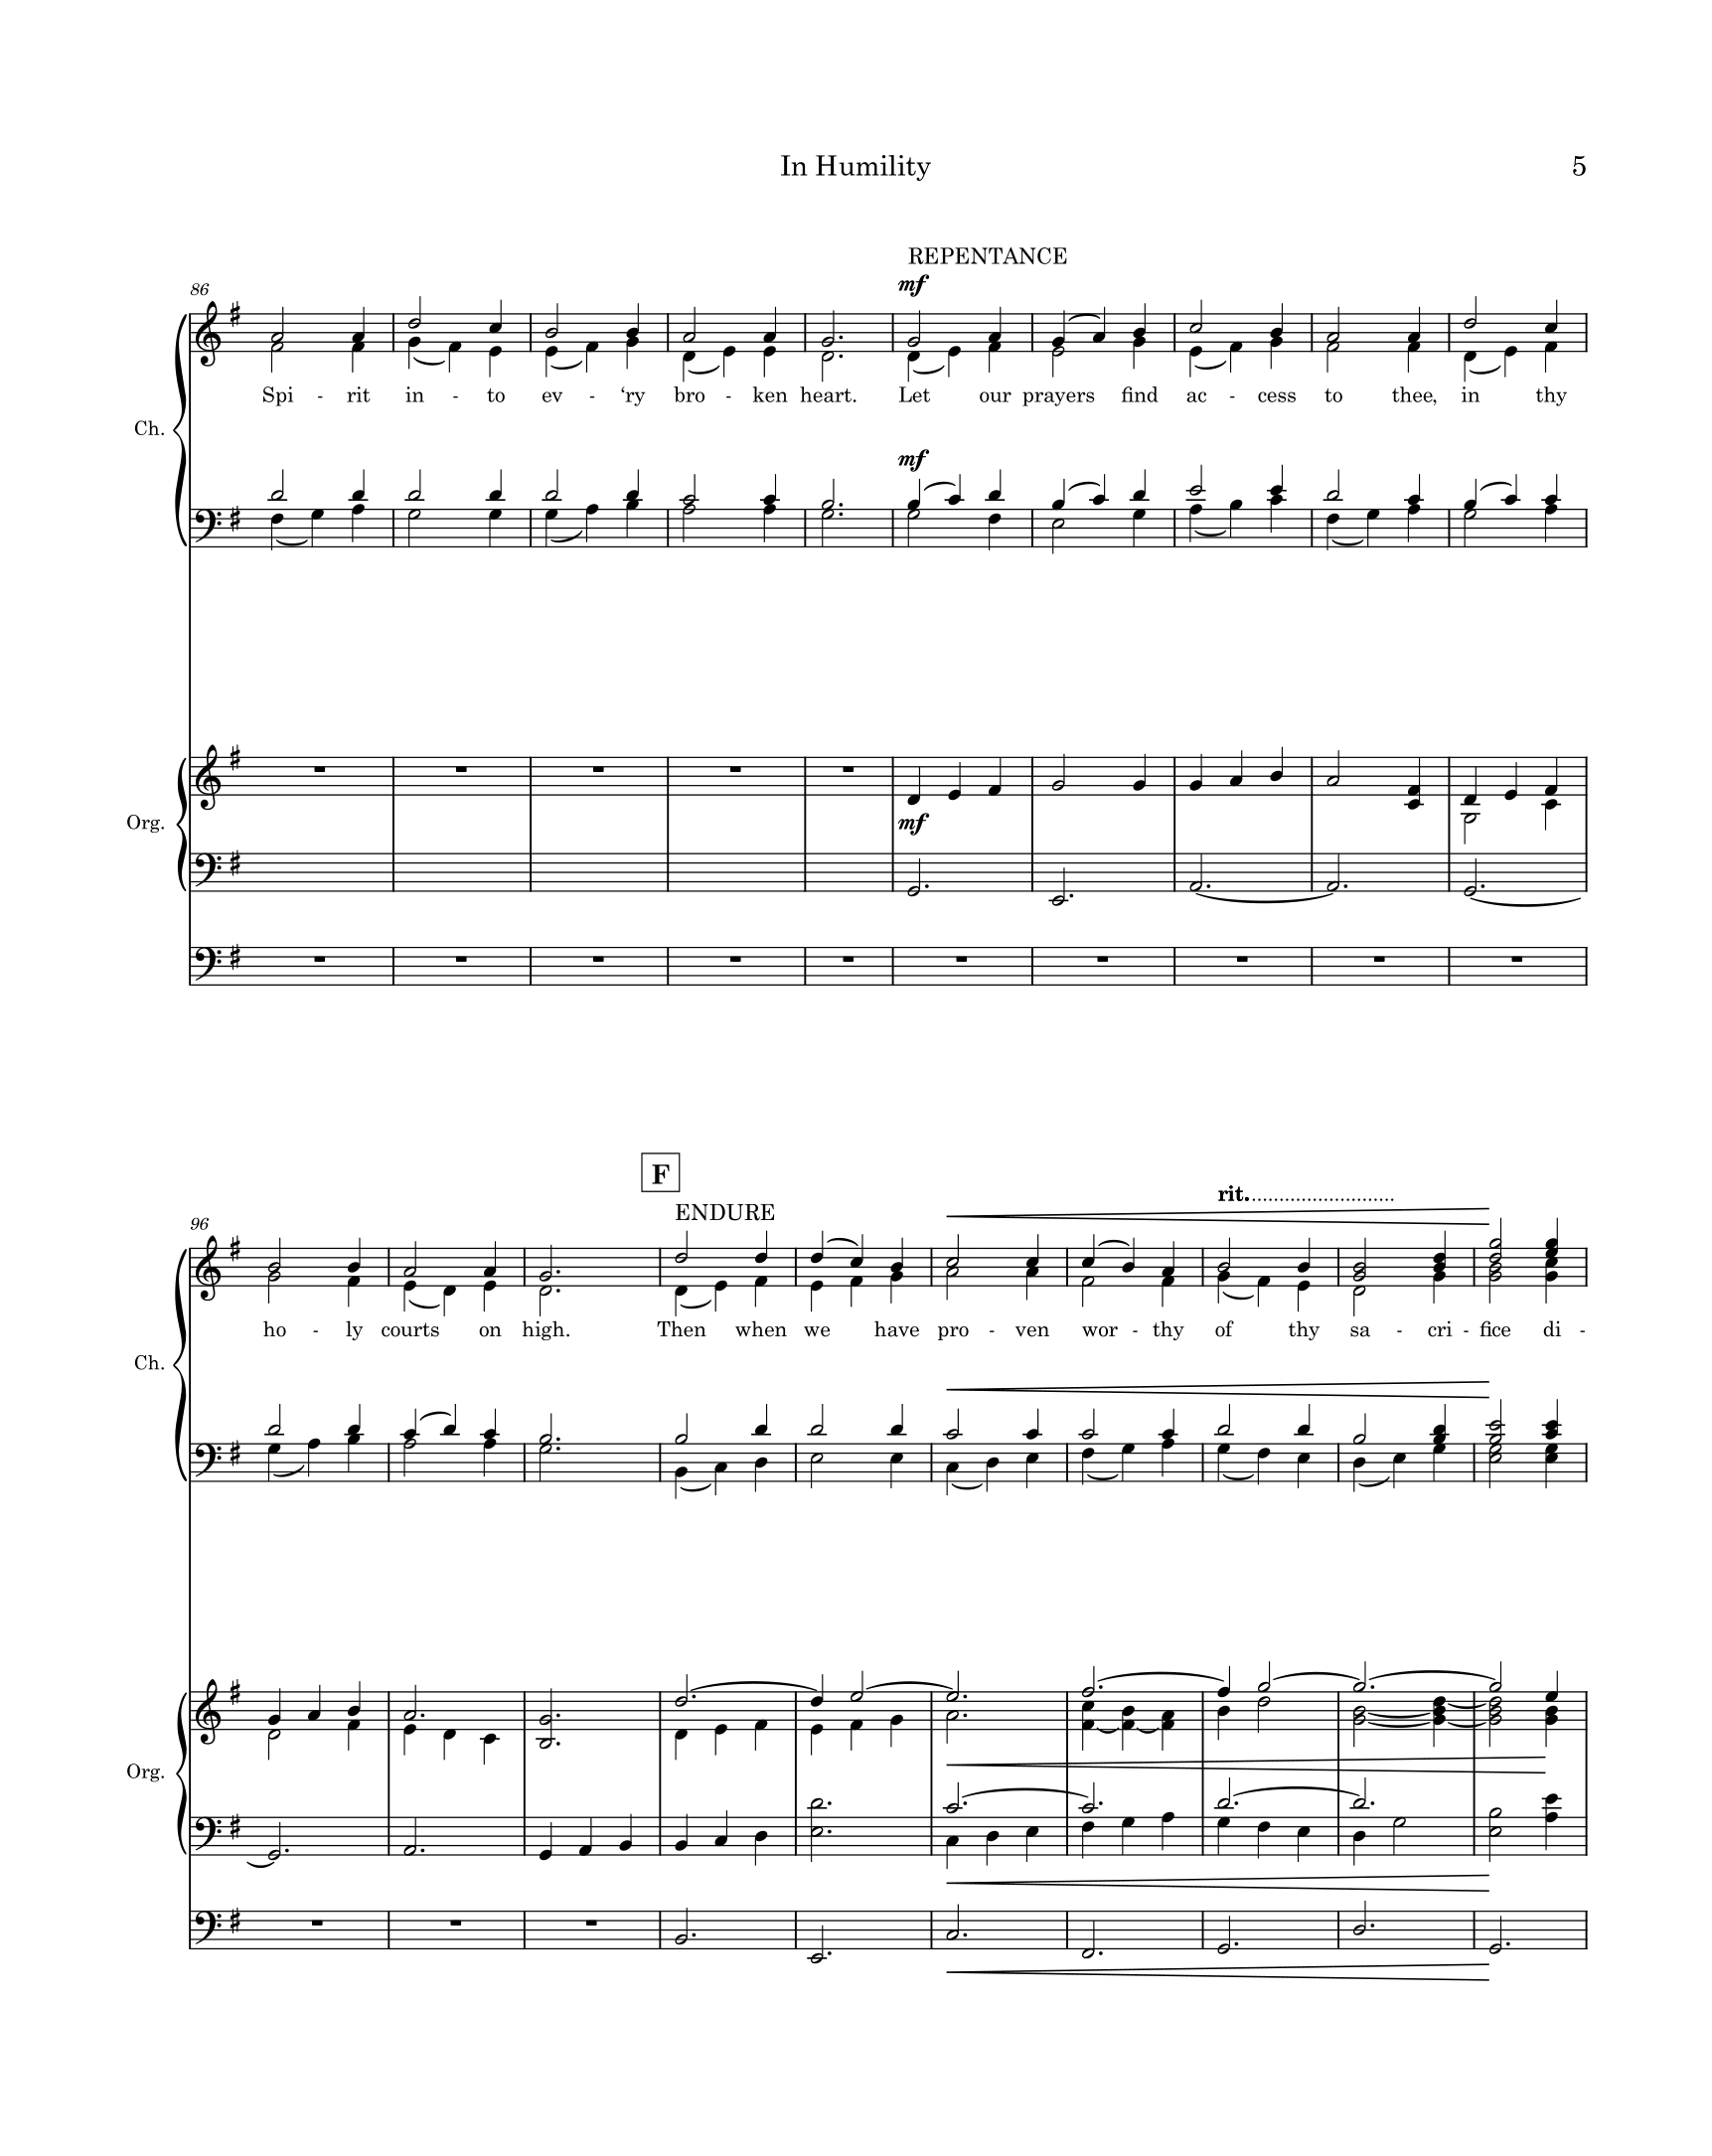 In Humility 5
REPENTANCE
86
mf
Spi - rit in - to ev - ‘ry bro - ken heart. Let our prayers find ac - cess to thee, in thy
Ch.
mf
Org.
mf
F
ENDURE
rit.
96
ho - ly courts on high. Then when we have pro - ven wor - thy of thy sa - cri - fice di -
Ch.
Org.